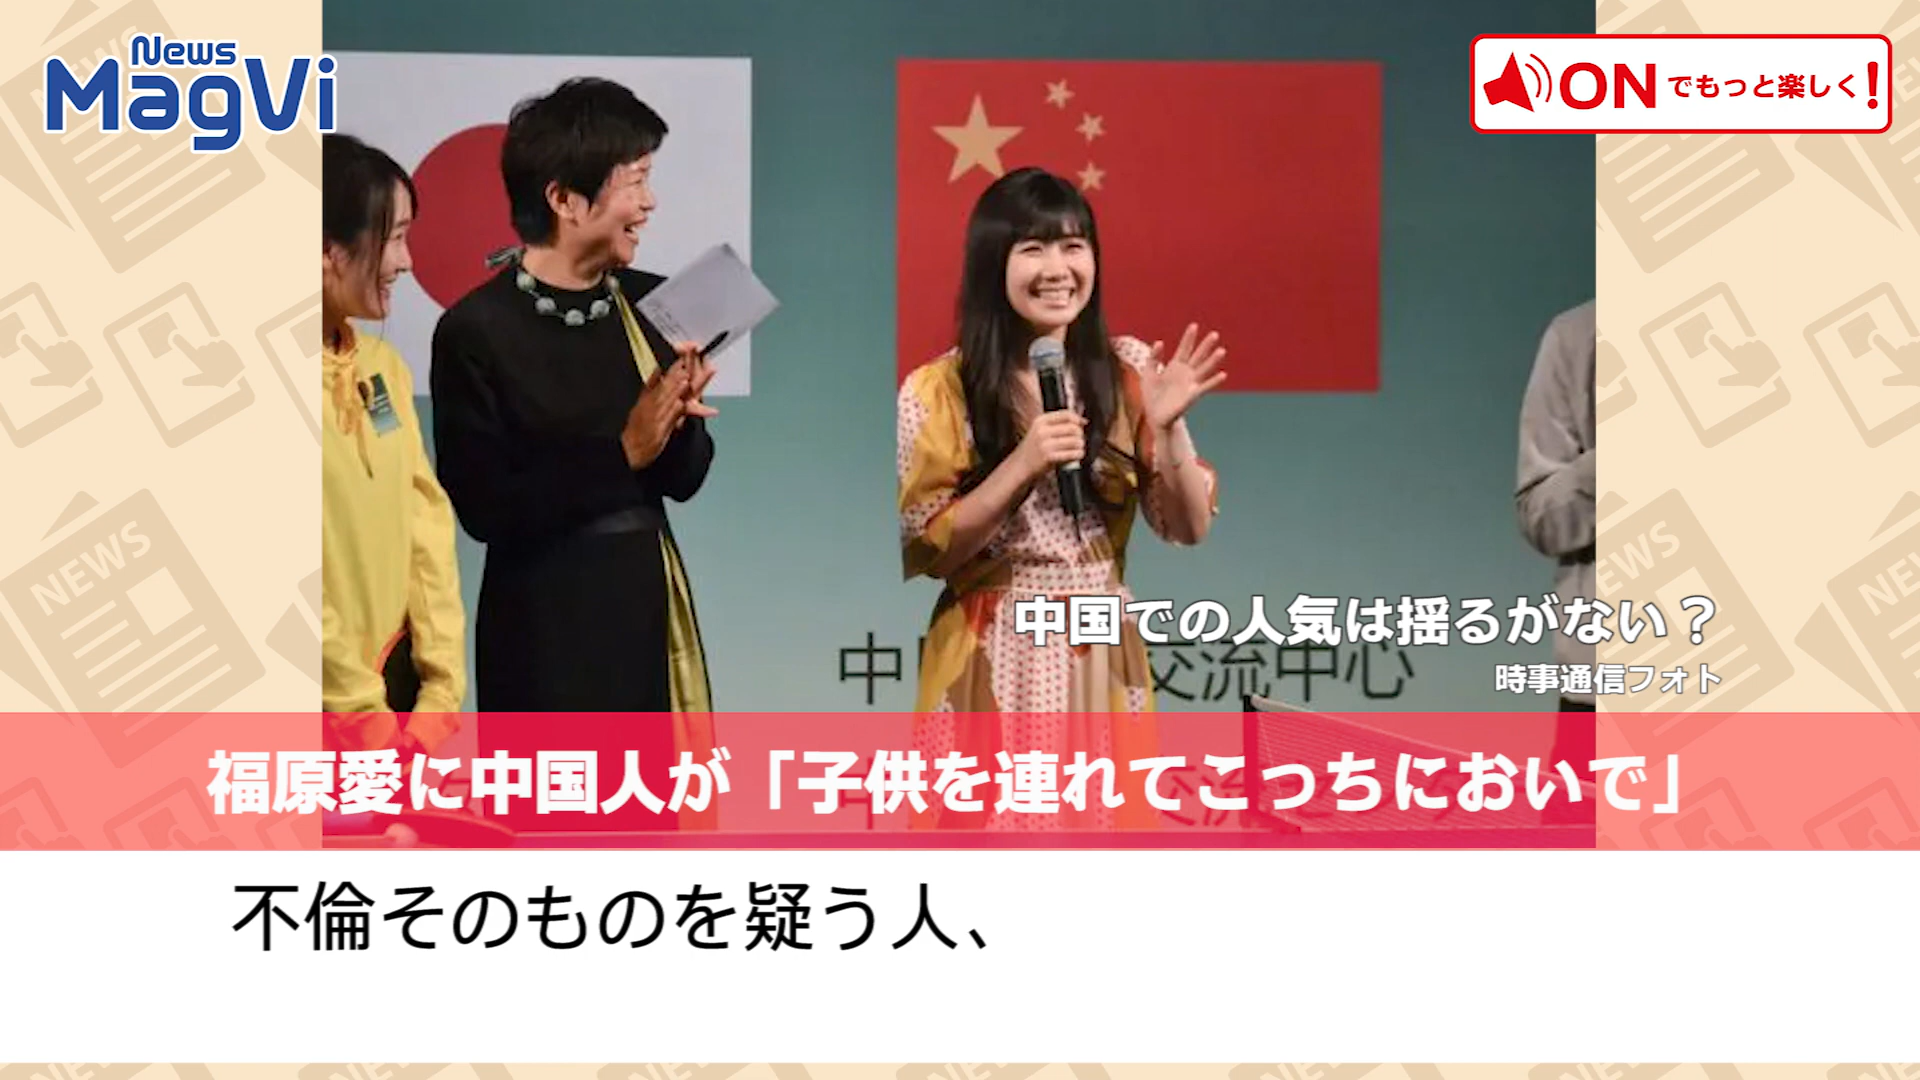 News
MagVi
ONでもっと楽しく！
中国での人気は揺るがない？
交流中心
時事通信フォト
福原愛に中国人が「子供を連れてこっちにおいで」
不倫そのものを疑う人、
NEWS
NEWS